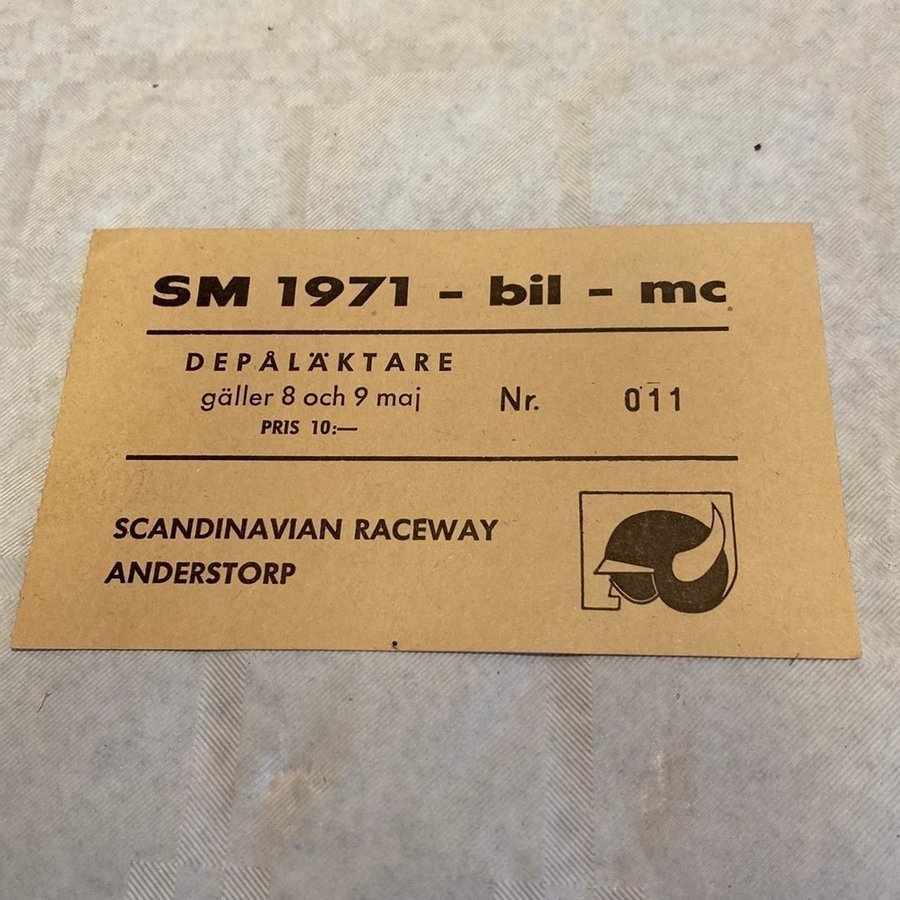 SM 1971 - bil - mc
DEPÅLÄKTARE
gäller 8 och 9 maj
Nr. 011
PRIS 10:—
SCANDINAVIAN RACEWAY
ANDERSTORP